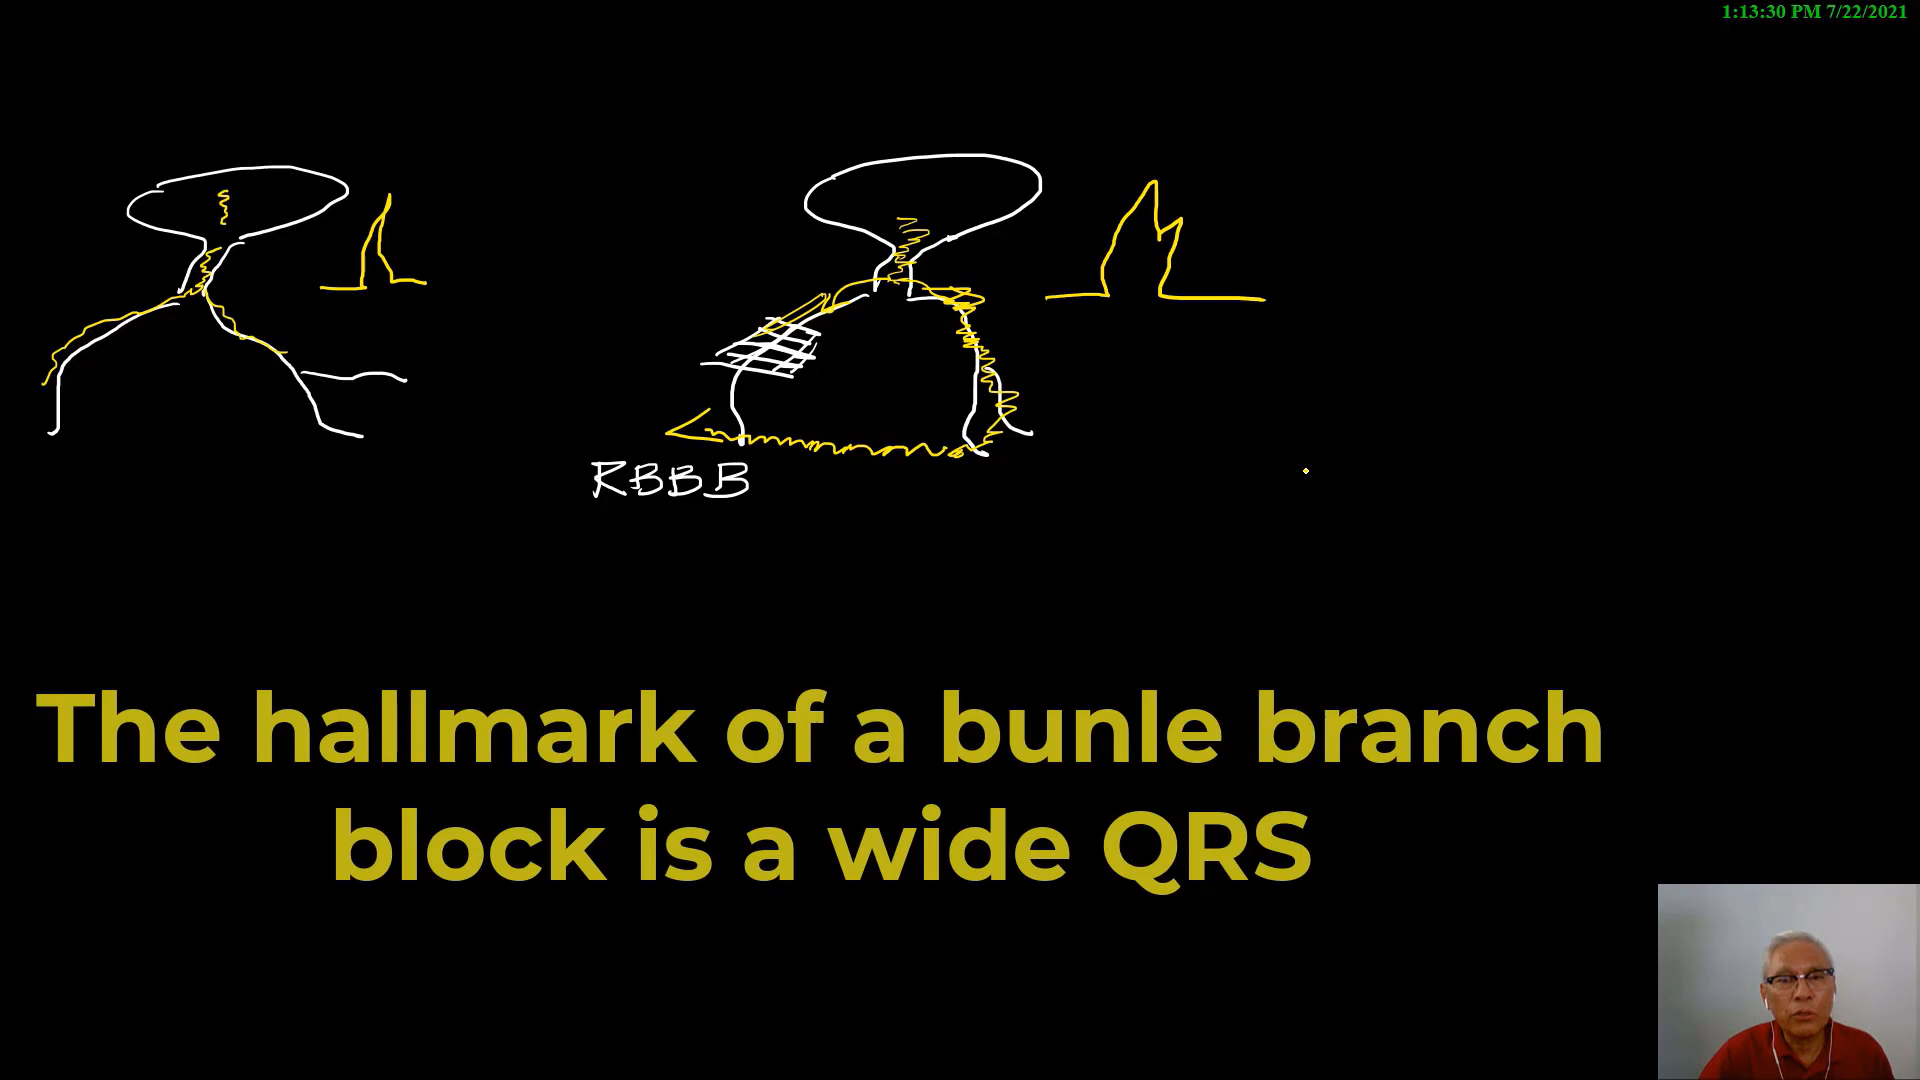 1:13:30 PM 7/22/2021
RBBB
The hallmark of a bunle branch
block is a wide QRS